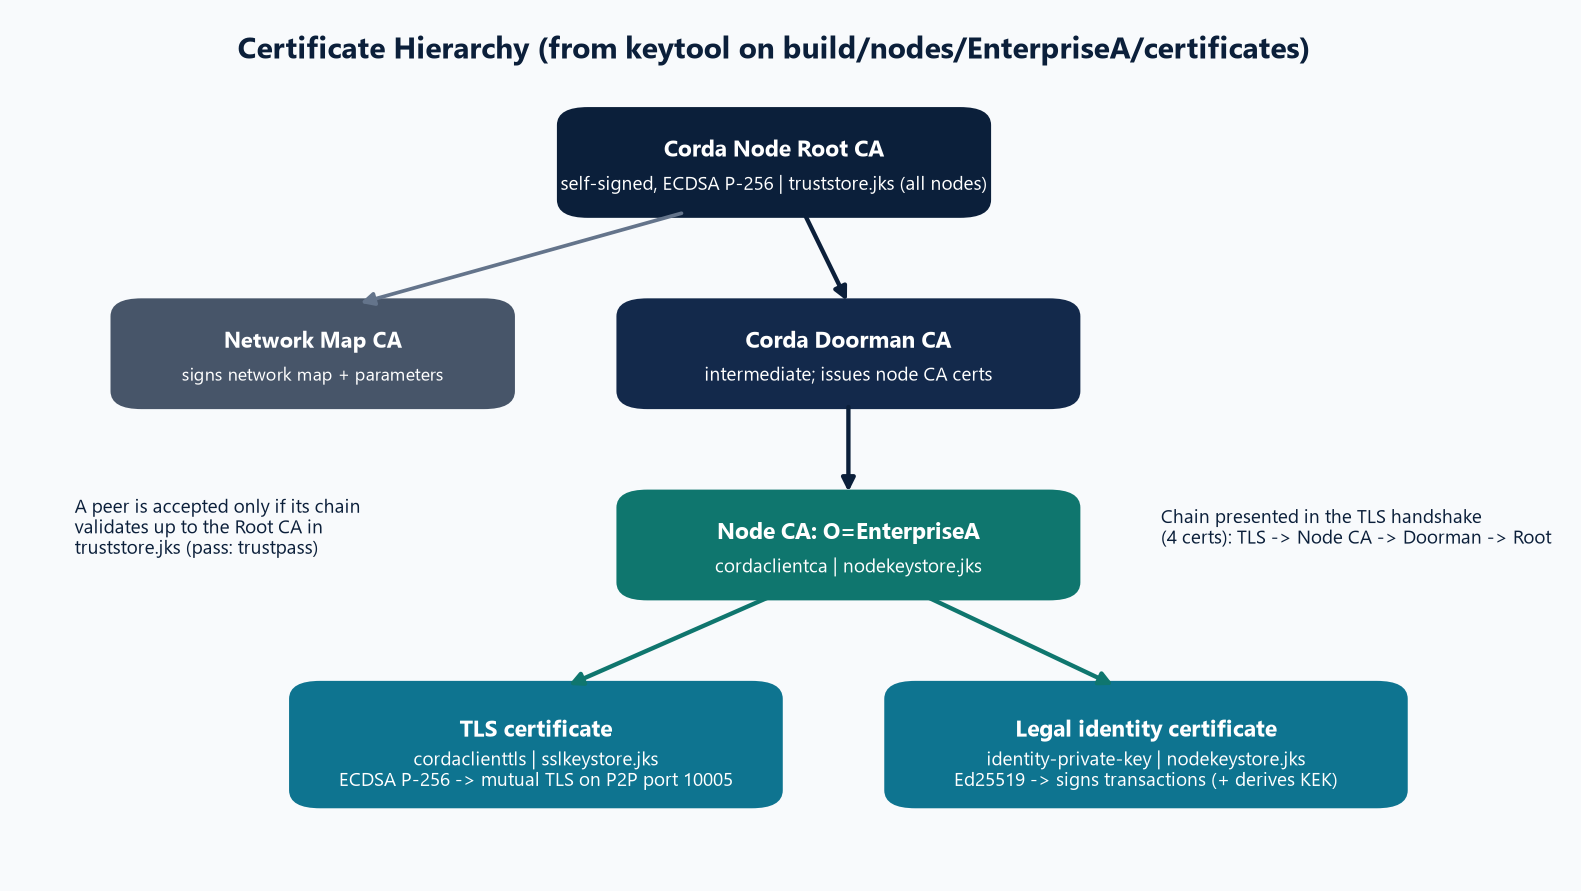 Certificate Hierarchy (from keytool on build/nodes/EnterpriseA/certificates)
Corda Node Root CA
self-signed, ECDSA P-256 | truststore.jks (all nodes)
Network Map CA
signs network map + parameters
Corda Doorman CA
intermediate; issues node CA certs
A peer is accepted only if its chain
validates up to the Root CA in
truststore.jks (pass: trustpass)
Node CA: O=EnterpriseA
cordaclientca | nodekeystore.jks
Chain presented in the TLS handshake
(4 certs): TLS -> Node CA -> Doorman -> Root
TLS certificate
cordaclienttls | sslkeystore.jks
ECDSA P-256 -> mutual TLS on P2P port 10005
Legal identity certificate
identity-private-key | nodekeystore.jks
Ed25519 -> signs transactions (+ derives KEK)